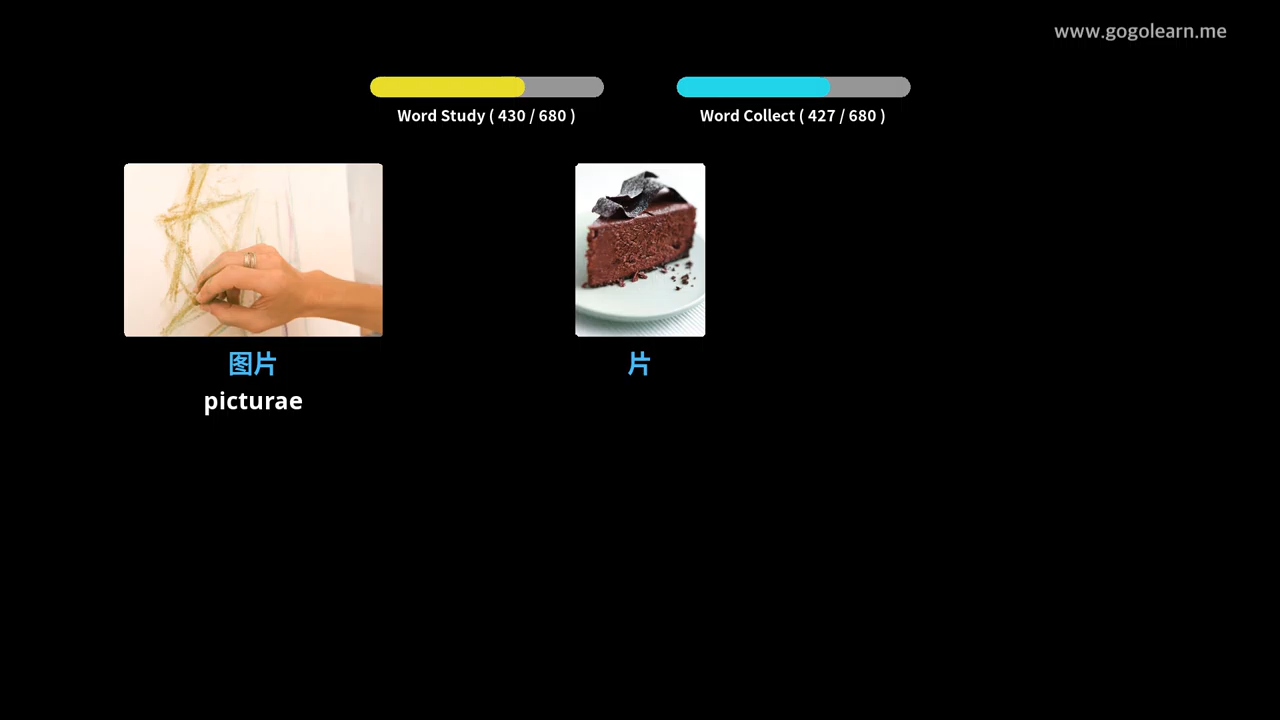 www.gogolearn.me
Word Study ( 430 / 680 )
Word Collect ( 427 / 680 )
图片
picturae
片